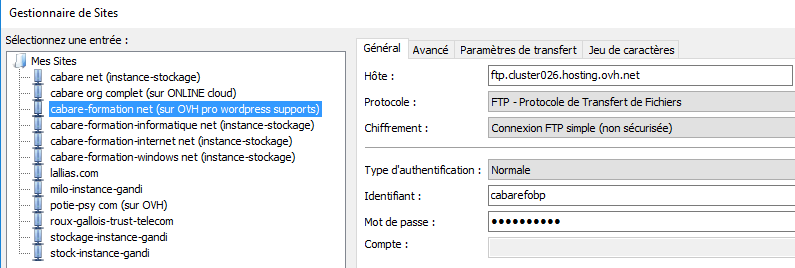 Gestionnaire de Sites
Sélectionnez une entrée :
Mes Sites
cabare net (instance-stockage)
cabare org complet (sur ONLINE cloud)
cabare-formation net (sur OVH pro wordpress supports)
cabare-formation-informatique net (instance-stockage)
cabare-formation-internet net (instance-stockage)
cabare-formation-windows net (instance-stockage)
lallias.com
milo-instance-gandi
potie-psy com (sur OVH)
roux-gallois-trust-telecom
stockage-instance-gandi
stock-instance-gandi
Général Avancé Paramètres de transfert Jeu de caractères
Hôte : ftp.cluster026.hosting.ovh.net
Protocole : FTP - Protocole de Transfert de Fichiers
Chiffrement : Connexion FTP simple (non sécurisée)
Type d'authentification : Normale
Identifiant : cabarefobp
Mot de passe : ●●●●●●●●●●
Compte :